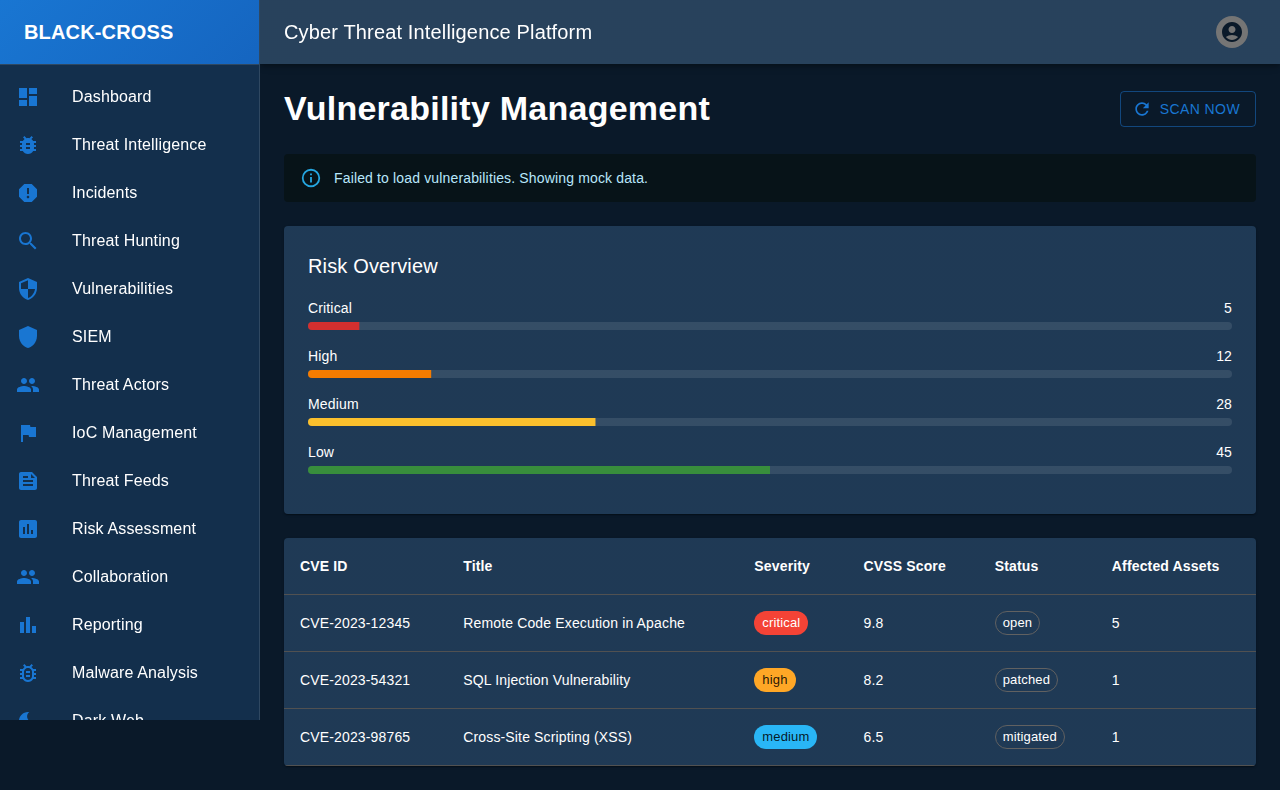 BLACK-CROSS
Cyber Threat Intelligence Platform
Dashboard
Threat Intelligence
Incidents
Threat Hunting
Vulnerabilities
SIEM
Threat Actors
IoC Management
Threat Feeds
Risk Assessment
Collaboration
Reporting
Malware Analysis
Dark Web
Vulnerability Management
SCAN NOW
Failed to load vulnerabilities. Showing mock data.
Risk Overview
Critical 5
High 12
Medium 28
Low 45
CVE ID Title Severity CVSS Score Status Affected Assets
CVE-2023-12345 Remote Code Execution in Apache critical 9.8 open 5
CVE-2023-54321 SQL Injection Vulnerability high 8.2 patched 1
CVE-2023-98765 Cross-Site Scripting (XSS) medium 6.5 mitigated 1